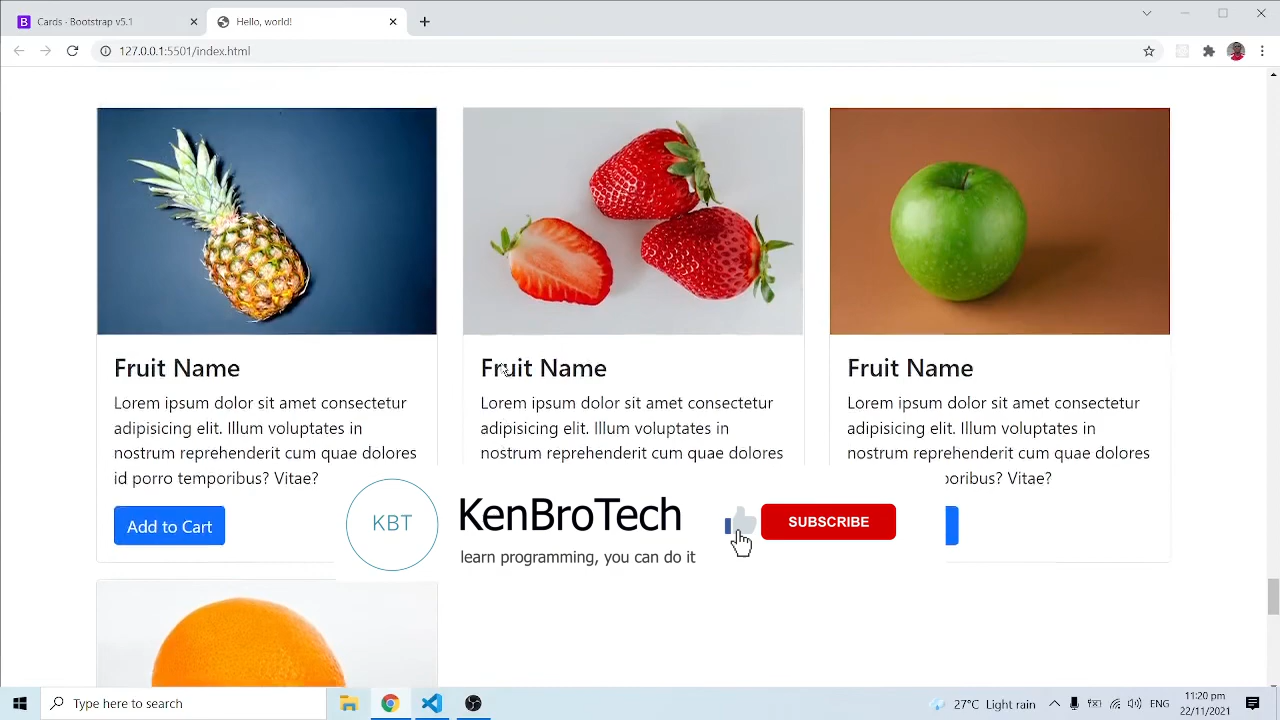 Cards - Bootstrap v5.1
Hello, world!
127.0.0.1:5501/index.html
Fruit Name
Lorem ipsum dolor sit amet consectetur
adipisicing elit. Illum voluptates in
nostrum reprehenderit cum quae dolores
id porro temporibus? Vitae?
Add to Cart
Fruit Name
Lorem ipsum dolor sit amet consectetur
adipisicing elit. Illum voluptates in
nostrum reprehenderit cum quae dolores
Fruit Name
Lorem ipsum dolor sit amet consectetur
adipisicing elit. Illum voluptates in
nostrum reprehenderit cum quae dolores
Vitae?
KBT
KenBroTech
learn programming, you can do it
SUBSCRIBE
Type here to search
27°C Light rain
ENG
11:20 pm
22/11/2021